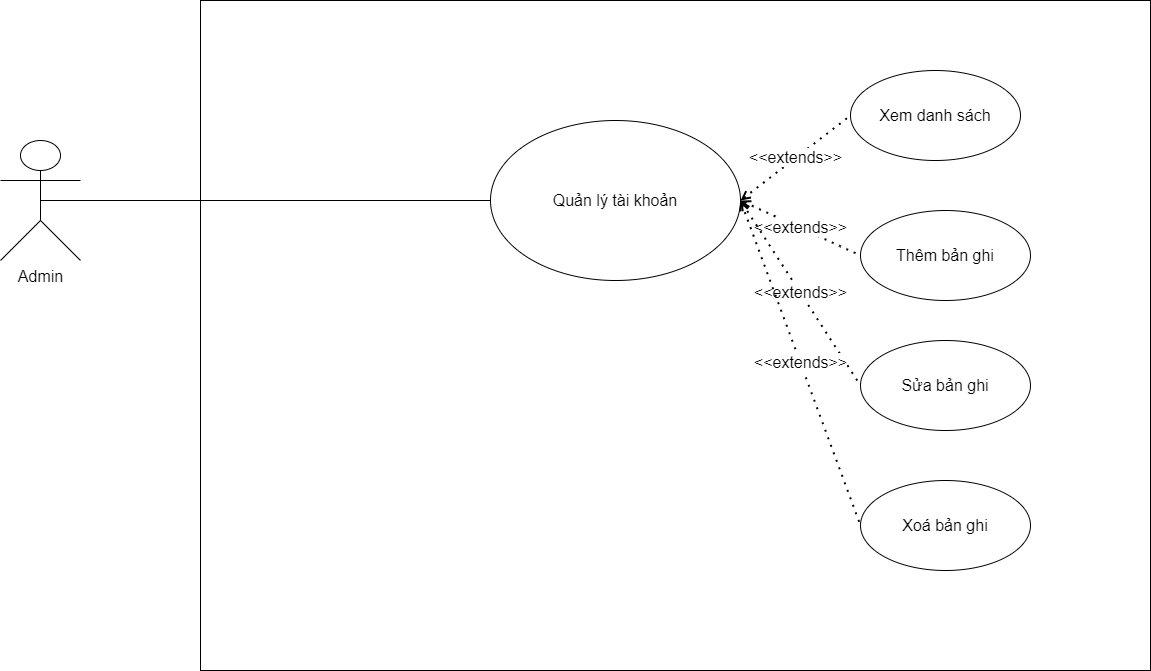 Xem danh sách
<<extends>>
Quản lý tài khoản
<<extends>>
Thêm bản ghi
Admin
<<extends>>
<<extends>>
Sửa bản ghi
Xoá bản ghi